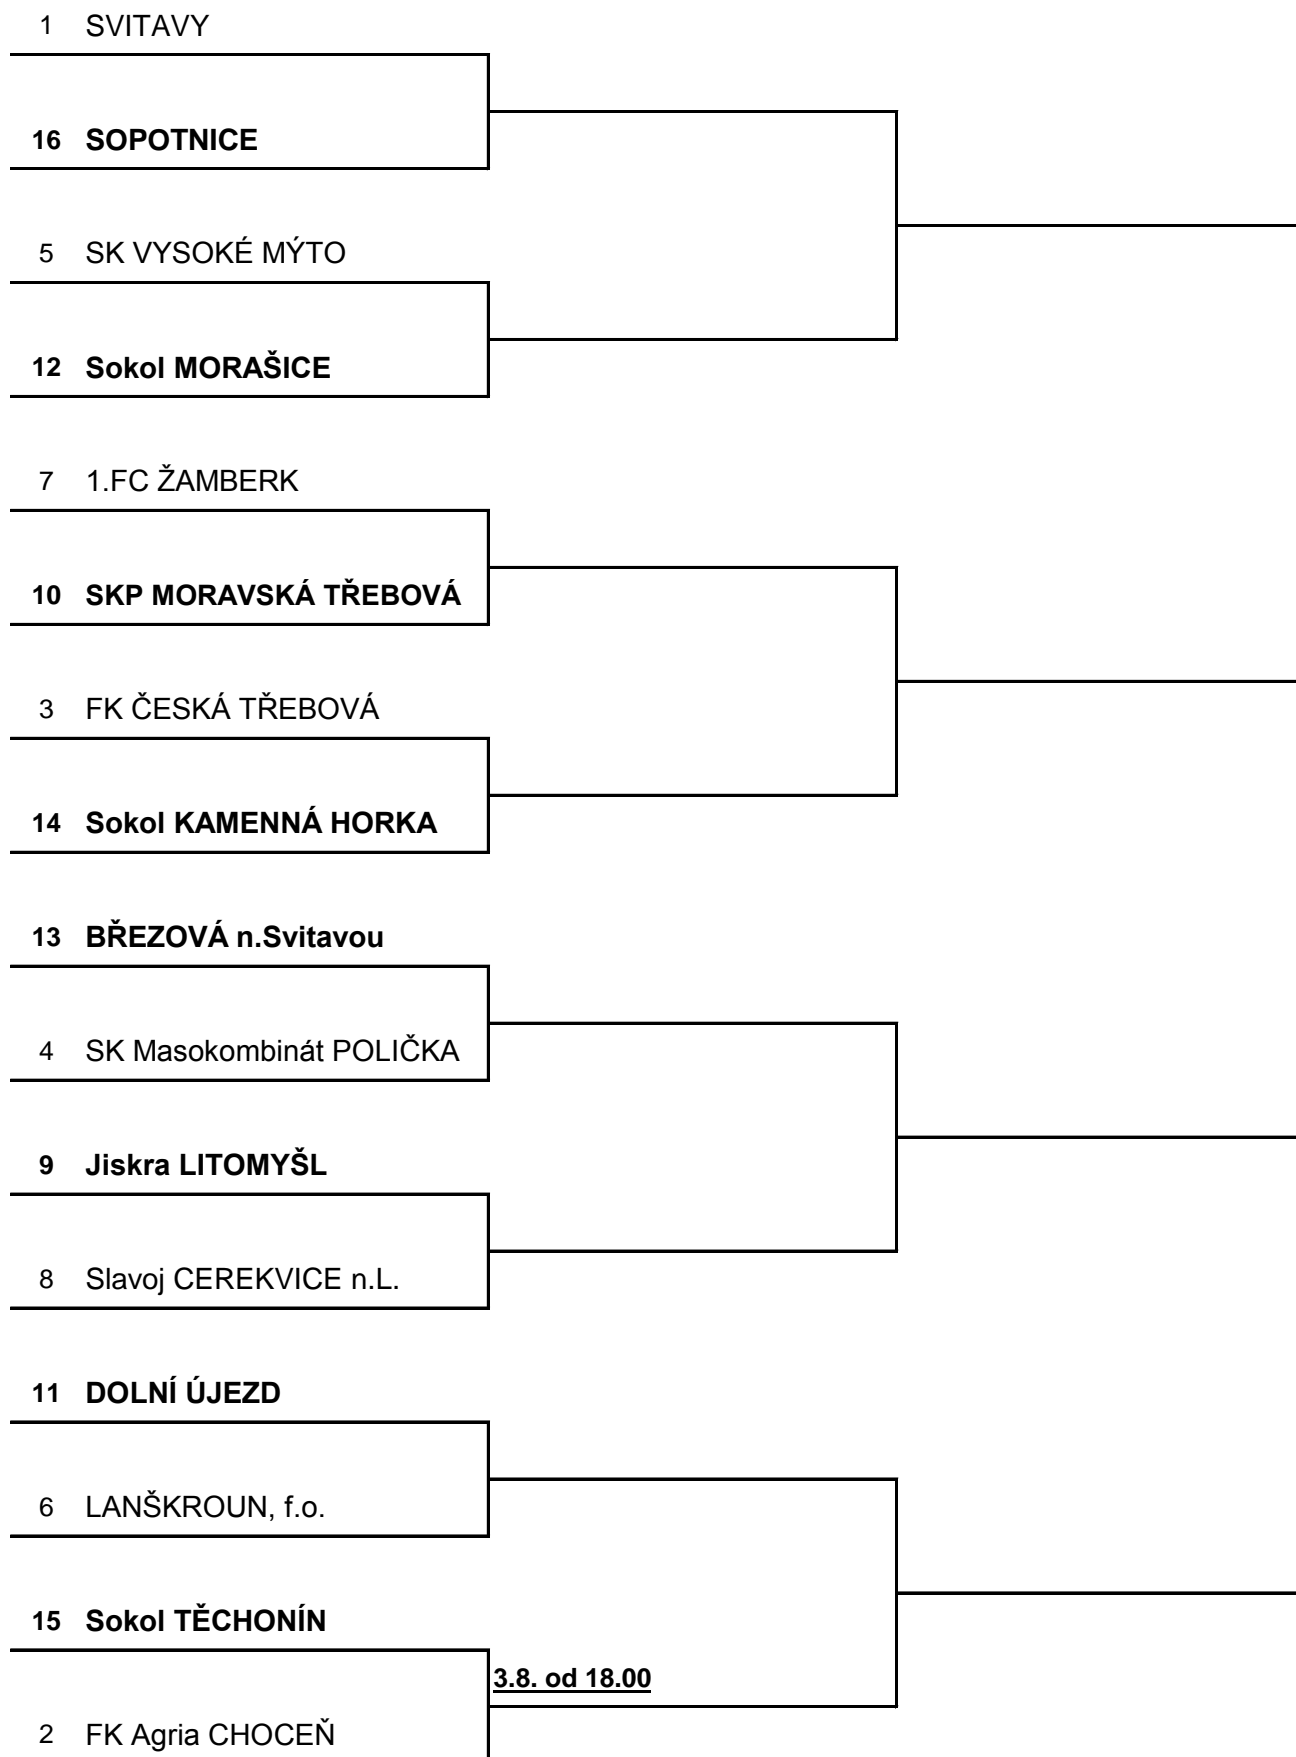 1 SVITAVY
16 SOPOTNICE
5 SK VYSOKÉ MÝTO
12 Sokol MORAŠICE
7 1.FC ŽAMBERK
10 SKP MORAVSKÁ TŘEBOVÁ
3 FK ČESKÁ TŘEBOVÁ
14 Sokol KAMENNÁ HORKA
13 BŘEZOVÁ n.Svitavou
4 SK Masokombinát POLIČKA
9 Jiskra LITOMYŠL
8 Slavoj CEREKVICE n.L.
11 DOLNÍ ÚJEZD
6 LANŠKROUN, f.o.
15 Sokol TĚCHONÍN
3.8. od 18.00
2 FK Agria CHOCEŇ